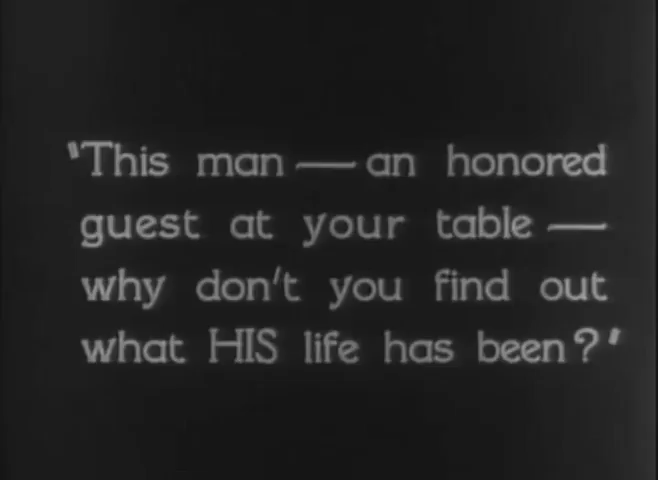 "This man — an honored
guest at your table —
why don't you find out
what HIS life has been?"